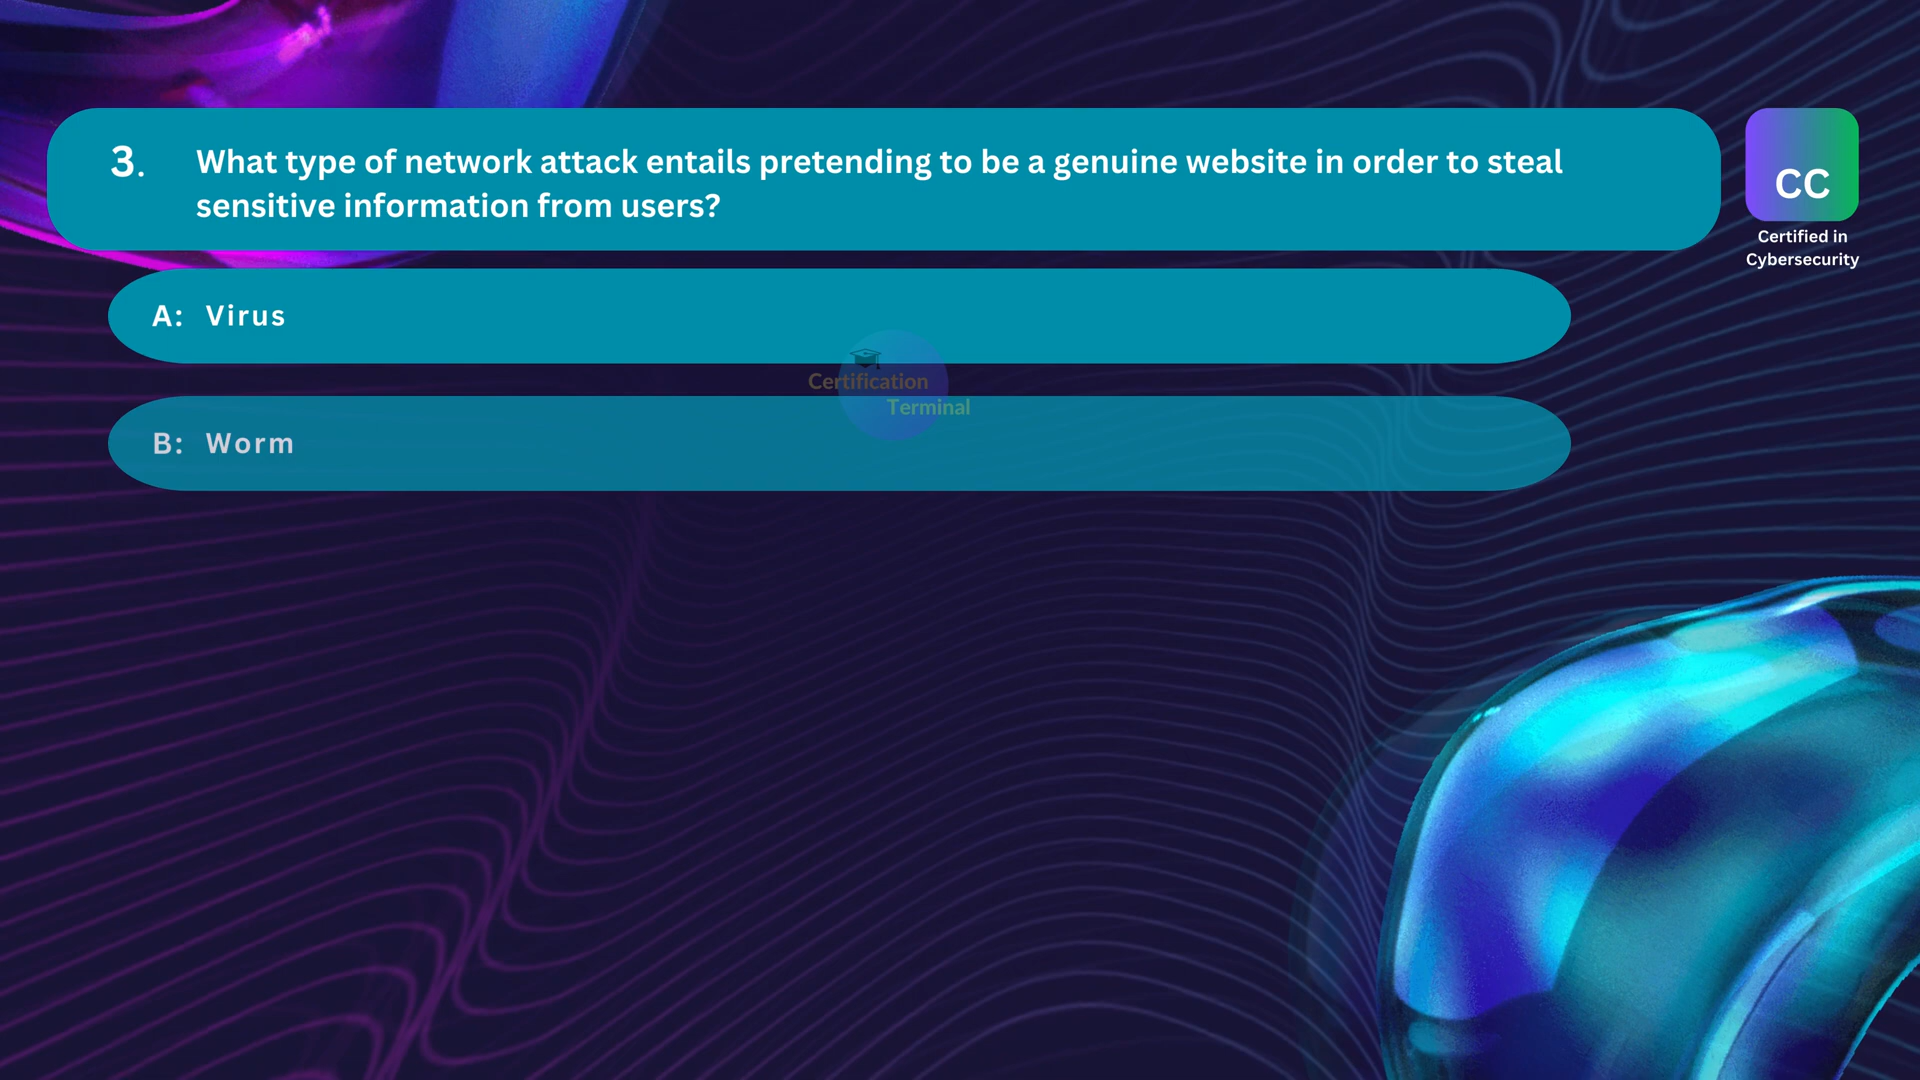 3. What type of network attack entails pretending to be a genuine website in order to steal
sensitive information from users?
CC
Certified in
Cybersecurity
A: Virus
Certification
Terminal
B: Worm